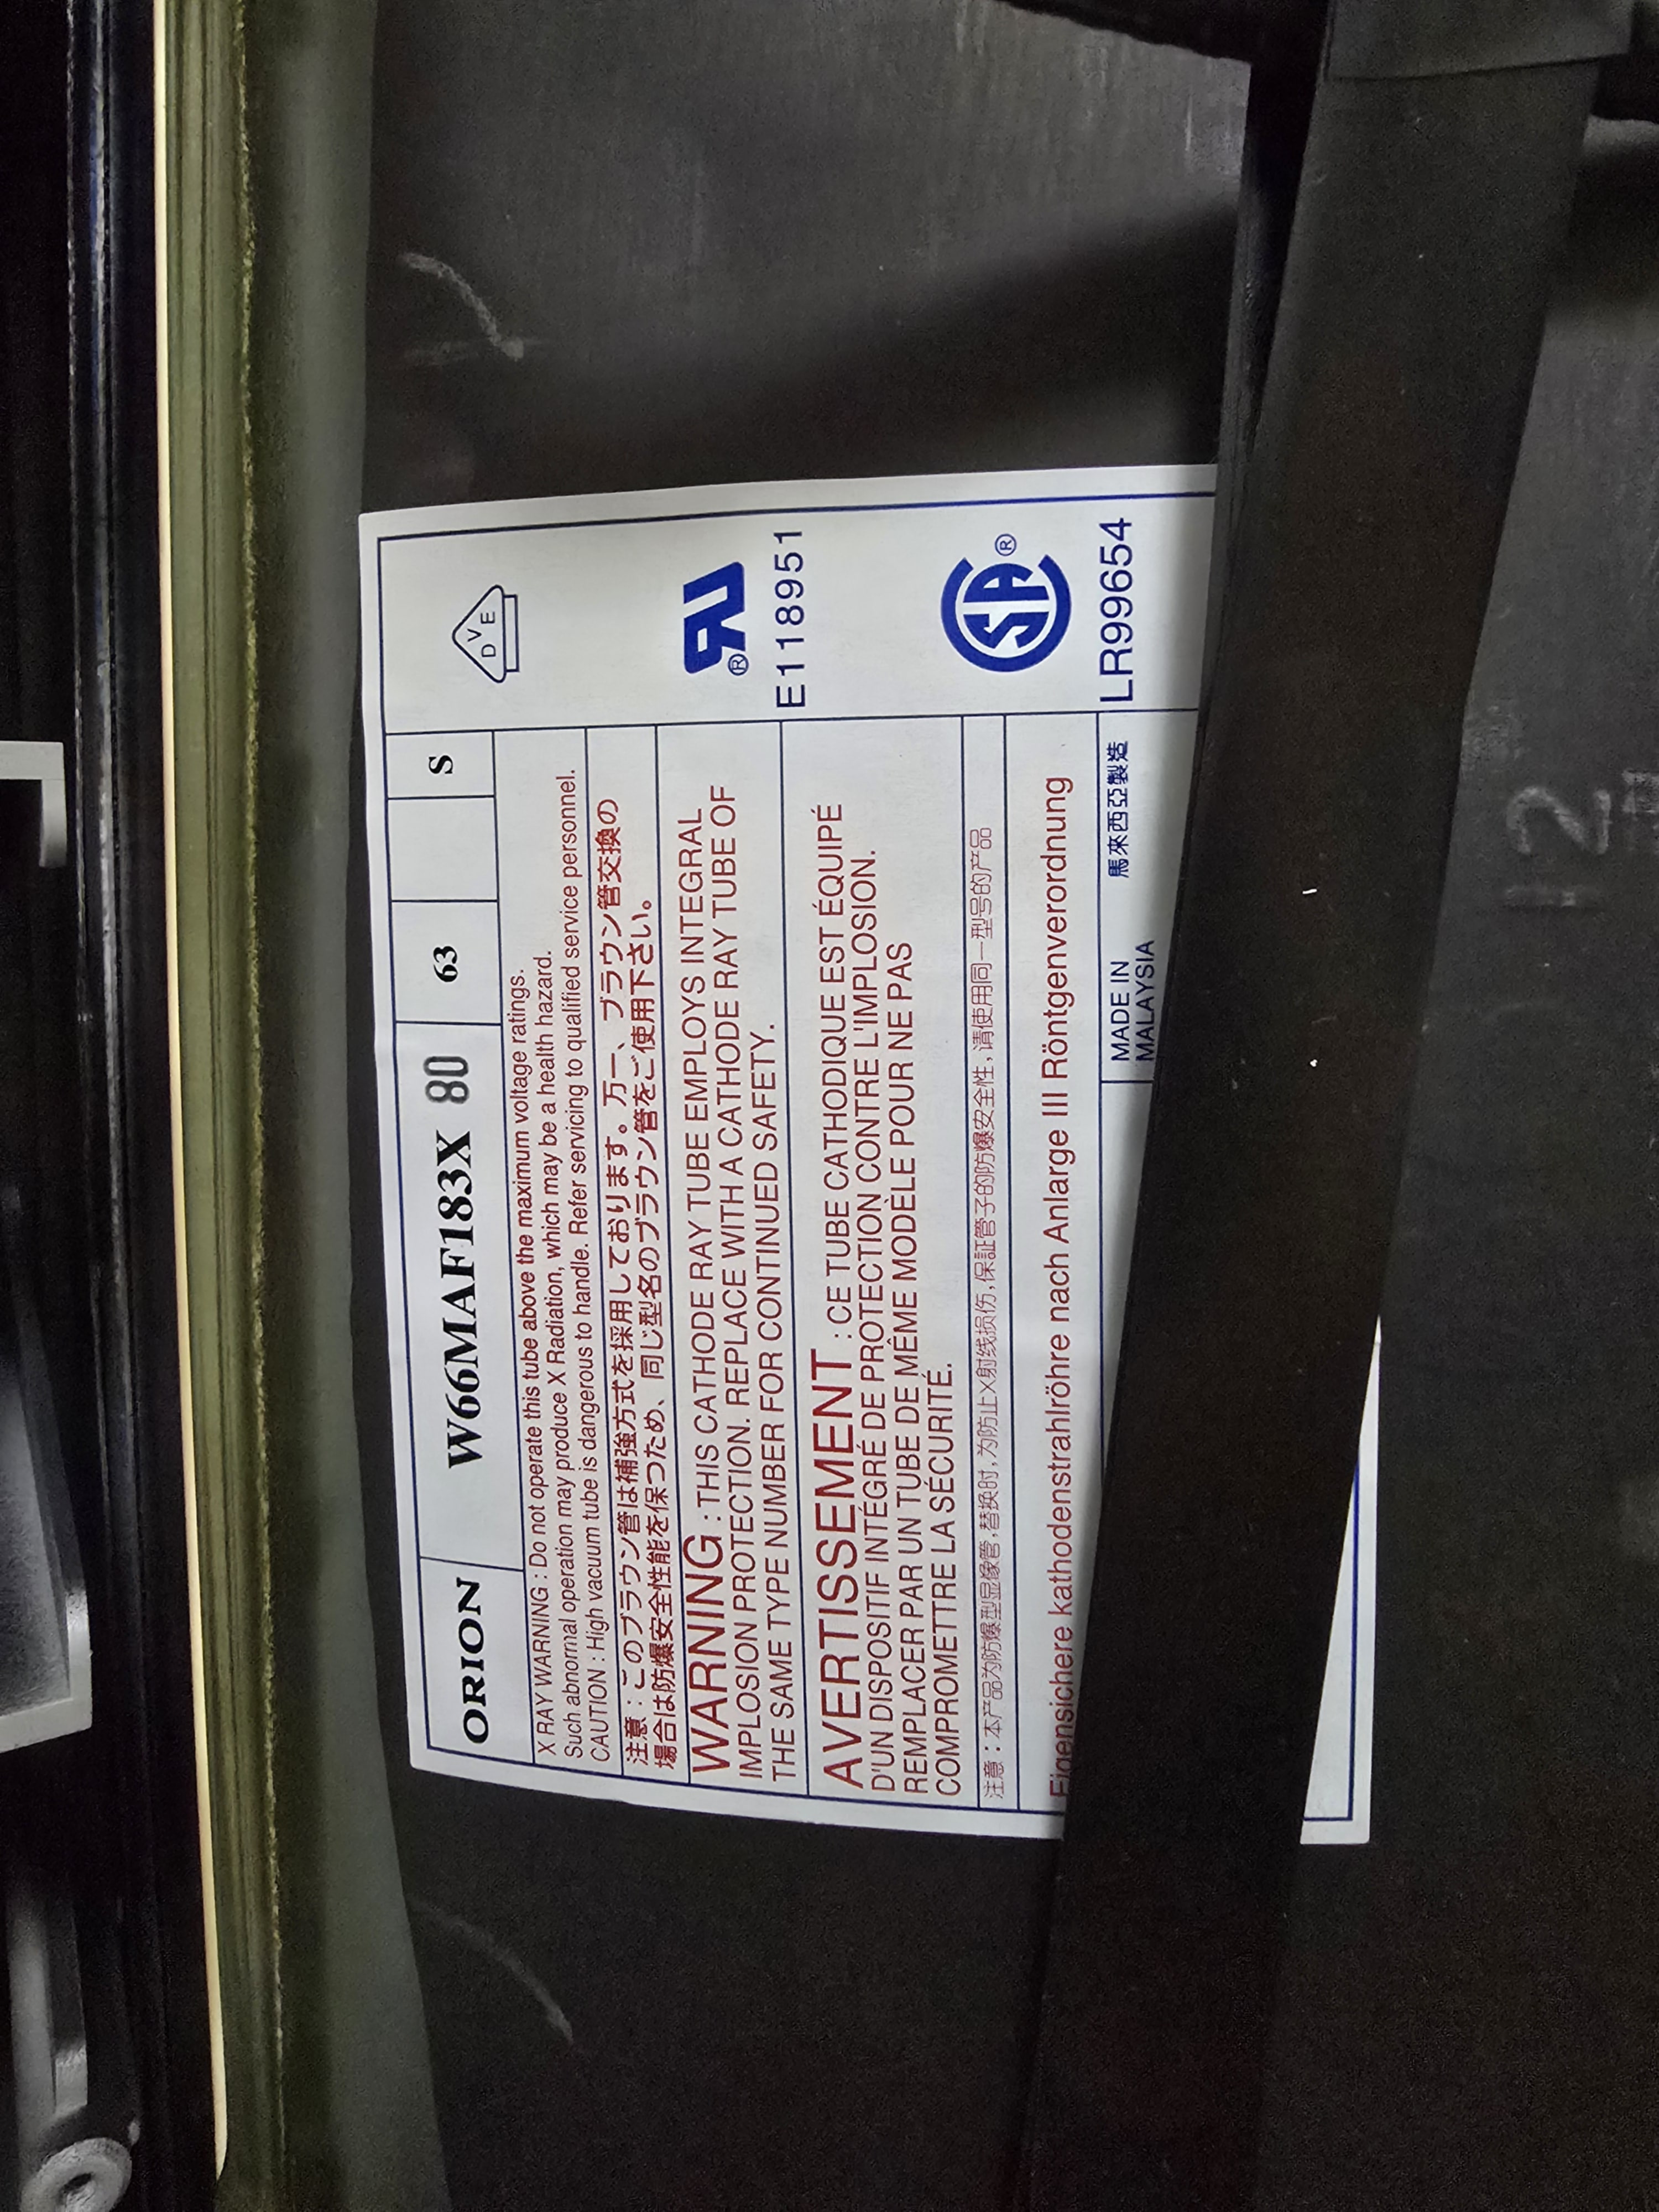 ORION W66MAF183X 80 63 S
X RAY WARNING : Do not operate this tube above the maximum voltage ratings.
Such abnormal operation may produce X Radiation, which may be a health hazard.
CAUTION : High vacuum tube is dangerous to handle. Refer servicing to qualified service personnel.
注意：このブラウン管は補強方式を採用しております。万一、ブラウン管交換の
場合は防爆安全性能を保つため、同じ型名のブラウン管をご使用下さい。
WARNING : THIS CATHODE RAY TUBE EMPLOYS INTEGRAL
IMPLOSION PROTECTION. REPLACE WITH A CATHODE RAY TUBE OF
THE SAME TYPE NUMBER FOR CONTINUED SAFETY.
AVERTISSEMENT : CE TUBE CATHODIQUE EST ÉQUIPÉ
D'UN DISPOSITIF INTÉGRÉ DE PROTECTION CONTRE L'IMPLOSION.
REMPLACER PAR UN TUBE DE MÊME MODÈLE POUR NE PAS
COMPROMETTRE LA SÉCURITÉ.
注意：本产品为防爆型显像管,替换时,为防止X射线损伤,保証管子的防爆安全性,请使用同一型号的产品
Eigensichere kathodenstrahlröhre nach Anlarge III Röntgenverordnung
MADE IN
MALAYSIA
馬來西亞製造
DVE
®
E118951
SA ®
LR99654
12